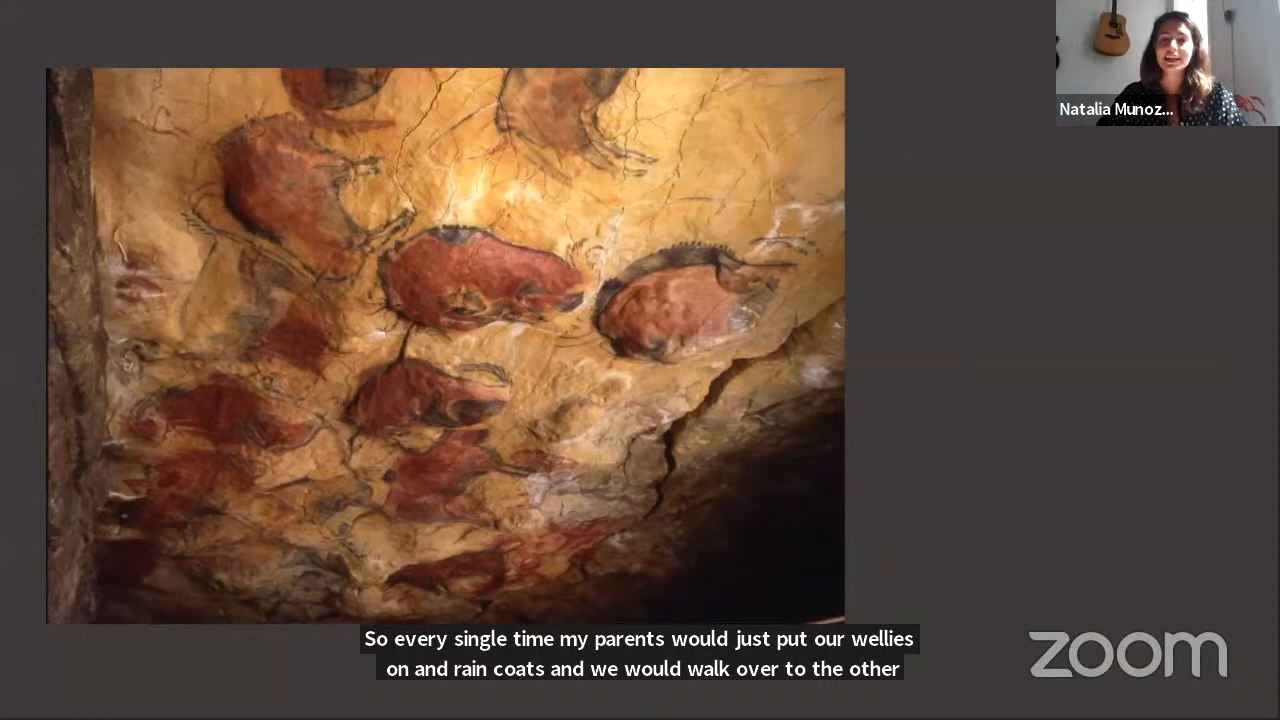 Natalia Munoz...
So every single time my parents would just put our wellies
on and rain coats and we would walk over to the other
zoom